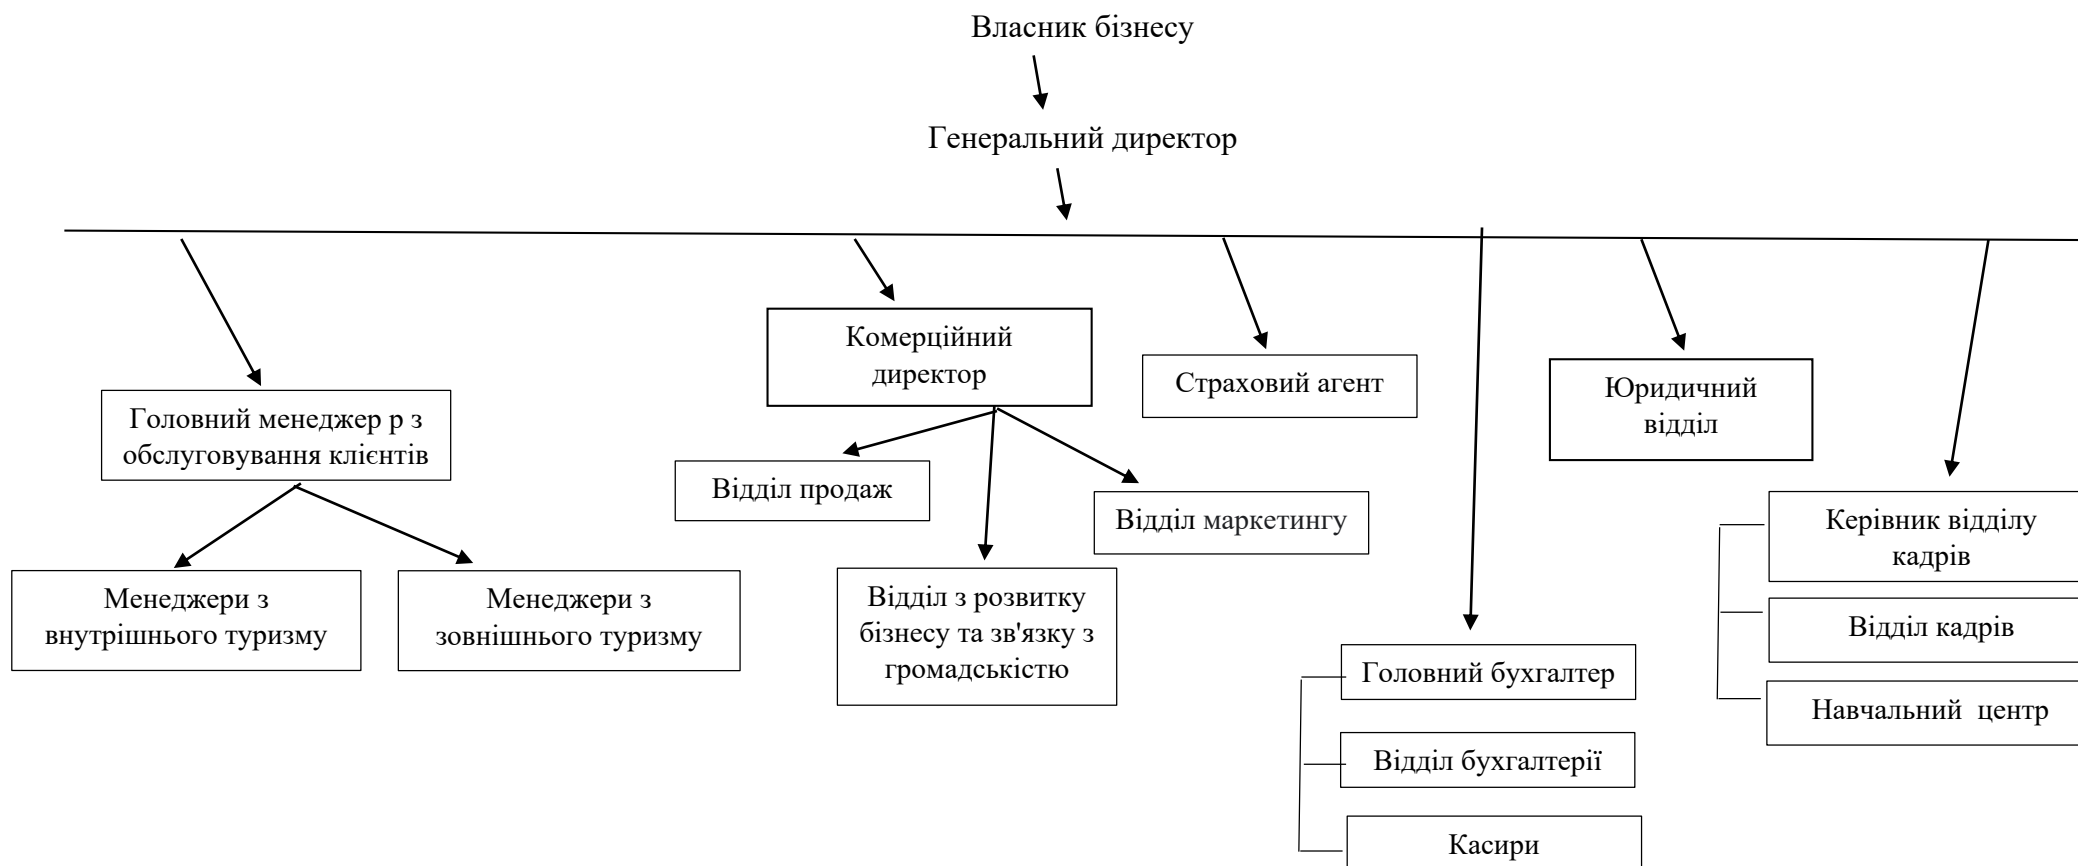 Власник бізнесу
Генеральний директор
Комерційний
директор
Страховий агент
Юридичний
відділ
Головний менеджер р з
обслуговування клієнтів
Відділ продаж
Відділ маркетингу
Керівник відділу
кадрів
Менеджери з
внутрішнього туризму
Менеджери з
зовнішнього туризму
Відділ з розвитку
бізнесу та зв'язку з
громадськістю
Відділ кадрів
Головний бухгалтер
Навчальний центр
Відділ бухгалтерії
Касири